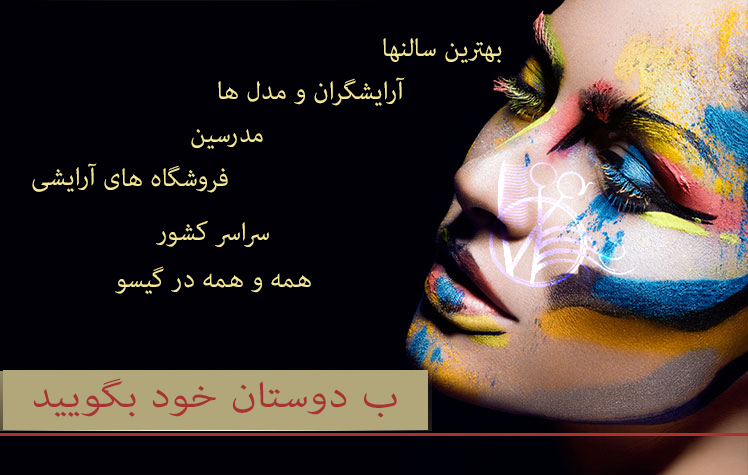 بهترین سالنها
آرایشگران و مدل ها
مدرسین
فروشگاه های آرایشی
سراسر کشور
همه و همه در گیسو
ب دوستان خود بگویید